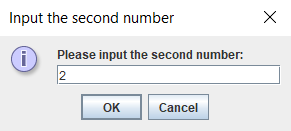 Input the second number
Please input the second number:
2
OK
Cancel